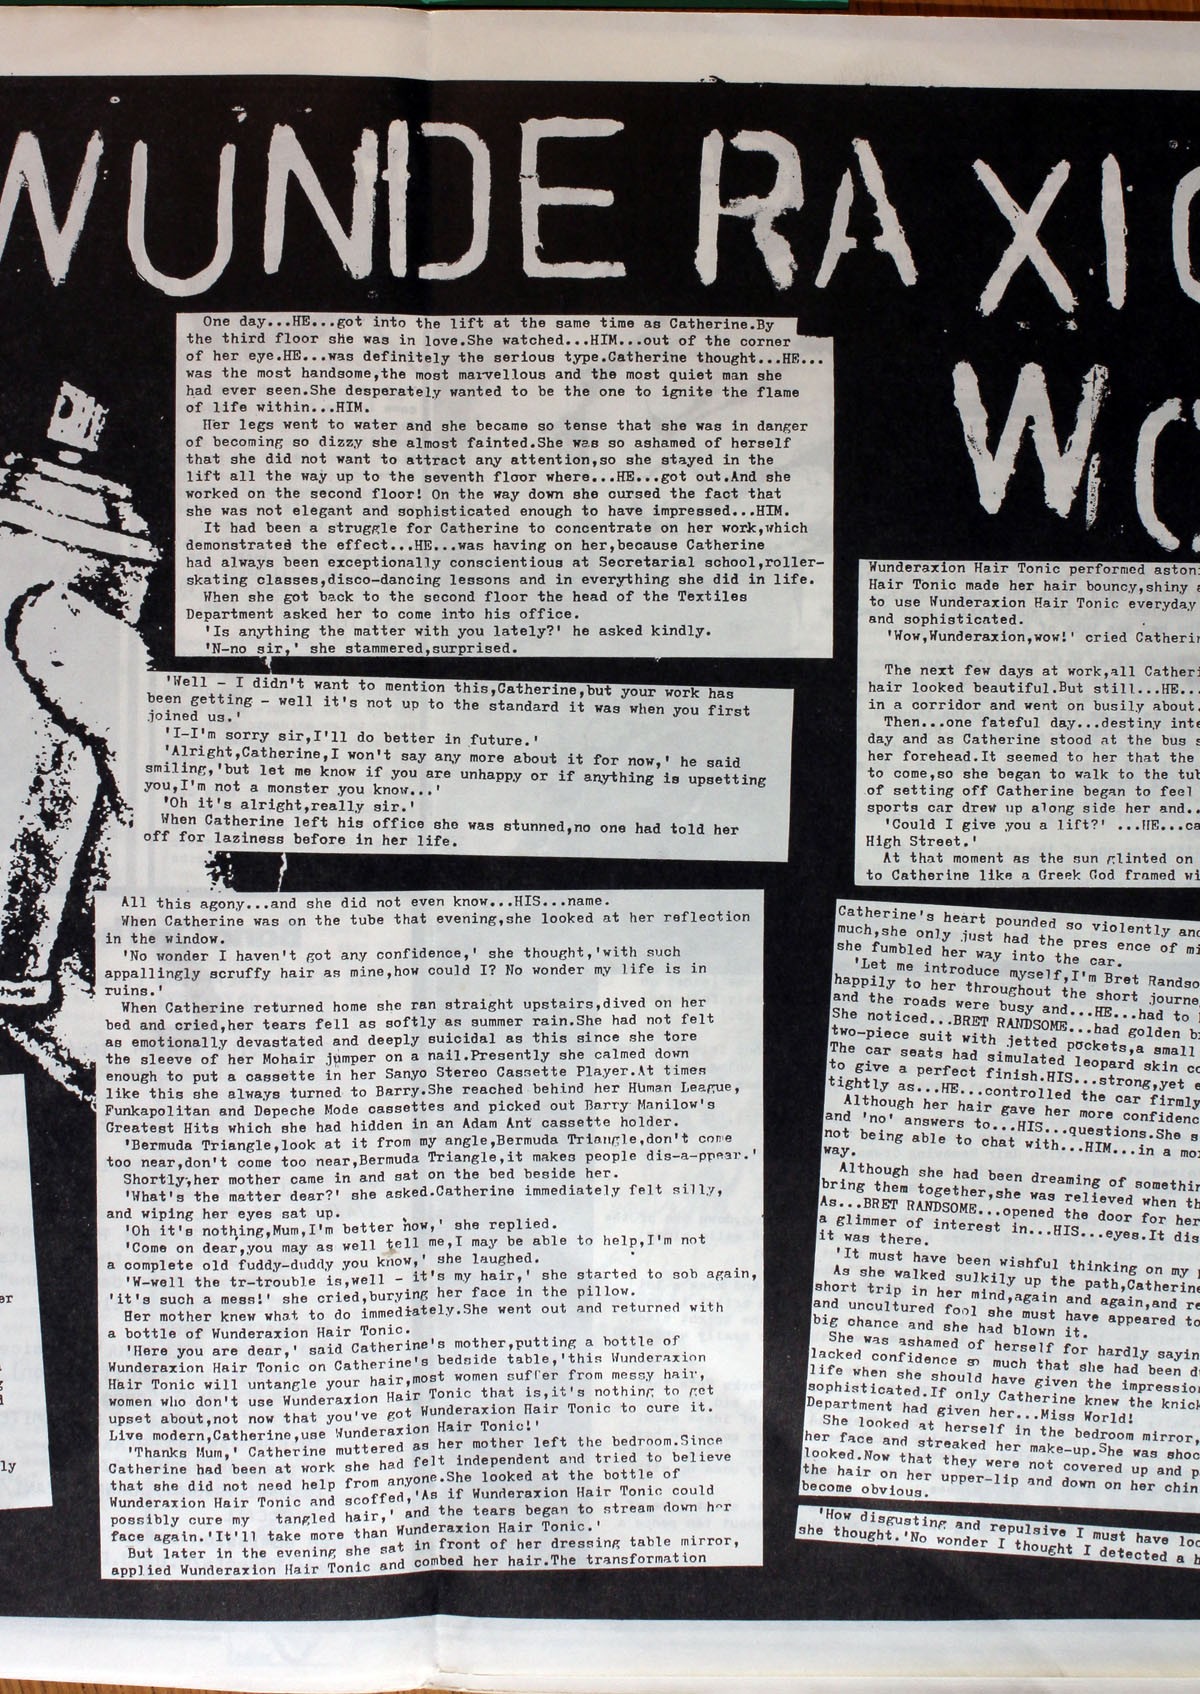 WUNDERAXIO
WO
One day...HE...got into the lift at the same time as Catherine.By
the third floor she was in love.She watched...HIM...out of the corner
of her eye.HE...was definitely the serious type.Catherine thought...HE...
was the most handsome,the most marvellous and the most quiet man she
had ever seen.She desperately wanted to be the one to ignite the flame
of life within...HIM.
Her legs went to water and she became so tense that she was in danger
of becoming so dizzy she almost fainted.She was so ashamed of herself
that she did not want to attract any attention,so she stayed in the
lift all the way up to the seventh floor where...HE...got out.And she
worked on the second floor! On the way down she cursed the fact that
she was not elegant and sophisticated enough to have impressed...HIM.
It had been a struggle for Catherine to concentrate on her work,which
demonstrated the effect...HE...was having on her,because Catherine
had always been exceptionally conscientious at Secretarial school,roller-
skating classes,disco-dancing lessons and in everything she did in life.
When she got back to the second floor the head of the Textiles
Department asked her to come into his office.
'Is anything the matter with you lately?' he asked kindly.
'N-no sir,' she stammered,surprised.
'Well - I didn't want to mention this,Catherine,but your work has
been getting - well it's not up to the standard it was when you first
joined us.'
'I-I'm sorry sir,I'll do better in future.'
'Alright,Catherine,I won't say any more about it for now,' he said
smiling,'but let me know if you are unhappy or if anything is upsetting
you,I'm not a monster you know...'
'Oh it's alright,really sir.'
When Catherine left his office she was stunned,no one had told her
off for laziness before in her life.
All this agony...and she did not even know...HIS...name.
When Catherine was on the tube that evening,she looked at her reflection
in the window.
'No wonder I haven't got any confidence,' she thought,'with such
appallingly scruffy hair as mine,how could I? No wonder my life is in
ruins.'
When Catherine returned home she ran straight upstairs,dived on her
bed and cried,her tears fell as softly as summer rain.She had not felt
as emotionally devastated and deeply suicidal as this since she tore
the sleeve of her Mohair jumper on a nail.Presently she calmed down
enough to put a cassette in her Sanyo Stereo Cassette Player.At times
like this she always turned to Barry.She reached behind her Human League,
Funkapolitan and Depeche Mode cassettes and picked out Barry Manilow's
Greatest Hits which she had hidden in an Adam Ant cassette holder.
'Bermuda Triangle,look at it from my angle,Bermuda Triangle,don't come
too near,don't come too near,Bermuda Triangle,it makes people dis-a-ppear.'
Shortly,her mother came in and sat on the bed beside her.
'What's the matter dear?' she asked.Catherine immediately felt silly,
and wiping her eyes sat up.
'Oh it's nothing,Mum,I'm better now,' she replied.
'Come on dear,you may as well tell me,I may be able to help,I'm not
a complete old fuddy-duddy you know,' she laughed.
'W-well the tr-trouble is,well - it's my hair,' she started to sob again,
'it's such a mess!' she cried,burying her face in the pillow.
Her mother knew what to do immediately.She went out and returned with
a bottle of Wunderaxion Hair Tonic.
'Here you are dear,' said Catherine's mother,putting a bottle of
Wunderaxion Hair Tonic on Catherine's bedside table,'this Wunderaxion
Hair Tonic will untangle your hair,most women suffer from messy hair,
women who don't use Wunderaxion Hair Tonic that is,it's nothing to get
upset about,not now that you've got Wunderaxion Hair Tonic to cure it.
Live modern,Catherine,use Wunderaxion Hair Tonic!'
'Thanks Mum,' Catherine muttered as her mother left the bedroom.Since
Catherine had been at work she had felt independent and tried to believe
that she did not need help from anyone.She looked at the bottle of
Wunderaxion Hair Tonic and scoffed,'As if Wunderaxion Hair Tonic could
possibly cure my tangled hair,' and the tears began to stream down her
face again.'It'll take more than Wunderaxion Hair Tonic.'
But later in the evening she sat in front of her dressing table mirror,
applied Wunderaxion Hair Tonic and combed her hair.The transformation
Wunderaxion Hair Tonic performed aston
Hair Tonic made her hair bouncy,shiny
to use Wunderaxion Hair Tonic everyday
and sophisticated.
'Wow,Wunderaxion,wow!' cried Catherin
The next few days at work,all Catheri
hair looked beautiful.But still...HE...
in a corridor and went on busily about.
Then...one fateful day...destiny inte
day and as Catherine stood at the bus s
her forehead.It seemed to her that the
to come,so she began to walk to the tub
of setting off Catherine began to feel
sports car drew up along side her and..
'Could I give you a lift?' ...HE...ca
High Street.'
At that moment as the sun glinted on
to Catherine like a Greek God framed wi
Catherine's heart pounded so violently and
much,she only just had the pres ence of mi
she fumbled her way into the car.
'Let me introduce myself,I'm Bret Randso
happily to her throughout the short journe
and the roads were busy and...HE...had to
She noticed...BRET RANDSOME...had golden b
two-piece suit with jetted pockets,a small
The car seats had simulated leopard skin co
to give a perfect finish.HIS...strong,yet e
tightly as...HE...controlled the car firmly
Although her hair gave her more confidenc
and 'no' answers to...HIS...questions.She s
not being able to chat with...HIM...in a mo
way.
Although she had been dreaming of somethin
bring them together,she was relieved when th
As...BRET RANDSOME...opened the door for her
a glimmer of interest in...HIS...eyes.It dis
it was there.
'It must have been wishful thinking on my p
As she walked sulkily up the path,Catherine
short trip in her mind,again and again,and re
and uncultured fool she must have appeared to
big chance and she had blown it.
She was ashamed of herself for hardly sayin
lacked confidence so much that she had been d
life when she should have given the impression
sophisticated.If only Catherine knew the knick
Department had given her...Miss World!
She looked at herself in the bedroom mirror,
her face and streaked her make-up.She was shoc
looked.Now that they were not covered up and p
the hair on her upper-lip and down on her chin
become obvious.
'How disgusting and repulsive I must have loo
she thought.'No wonder I thought I detected a h
er
ly